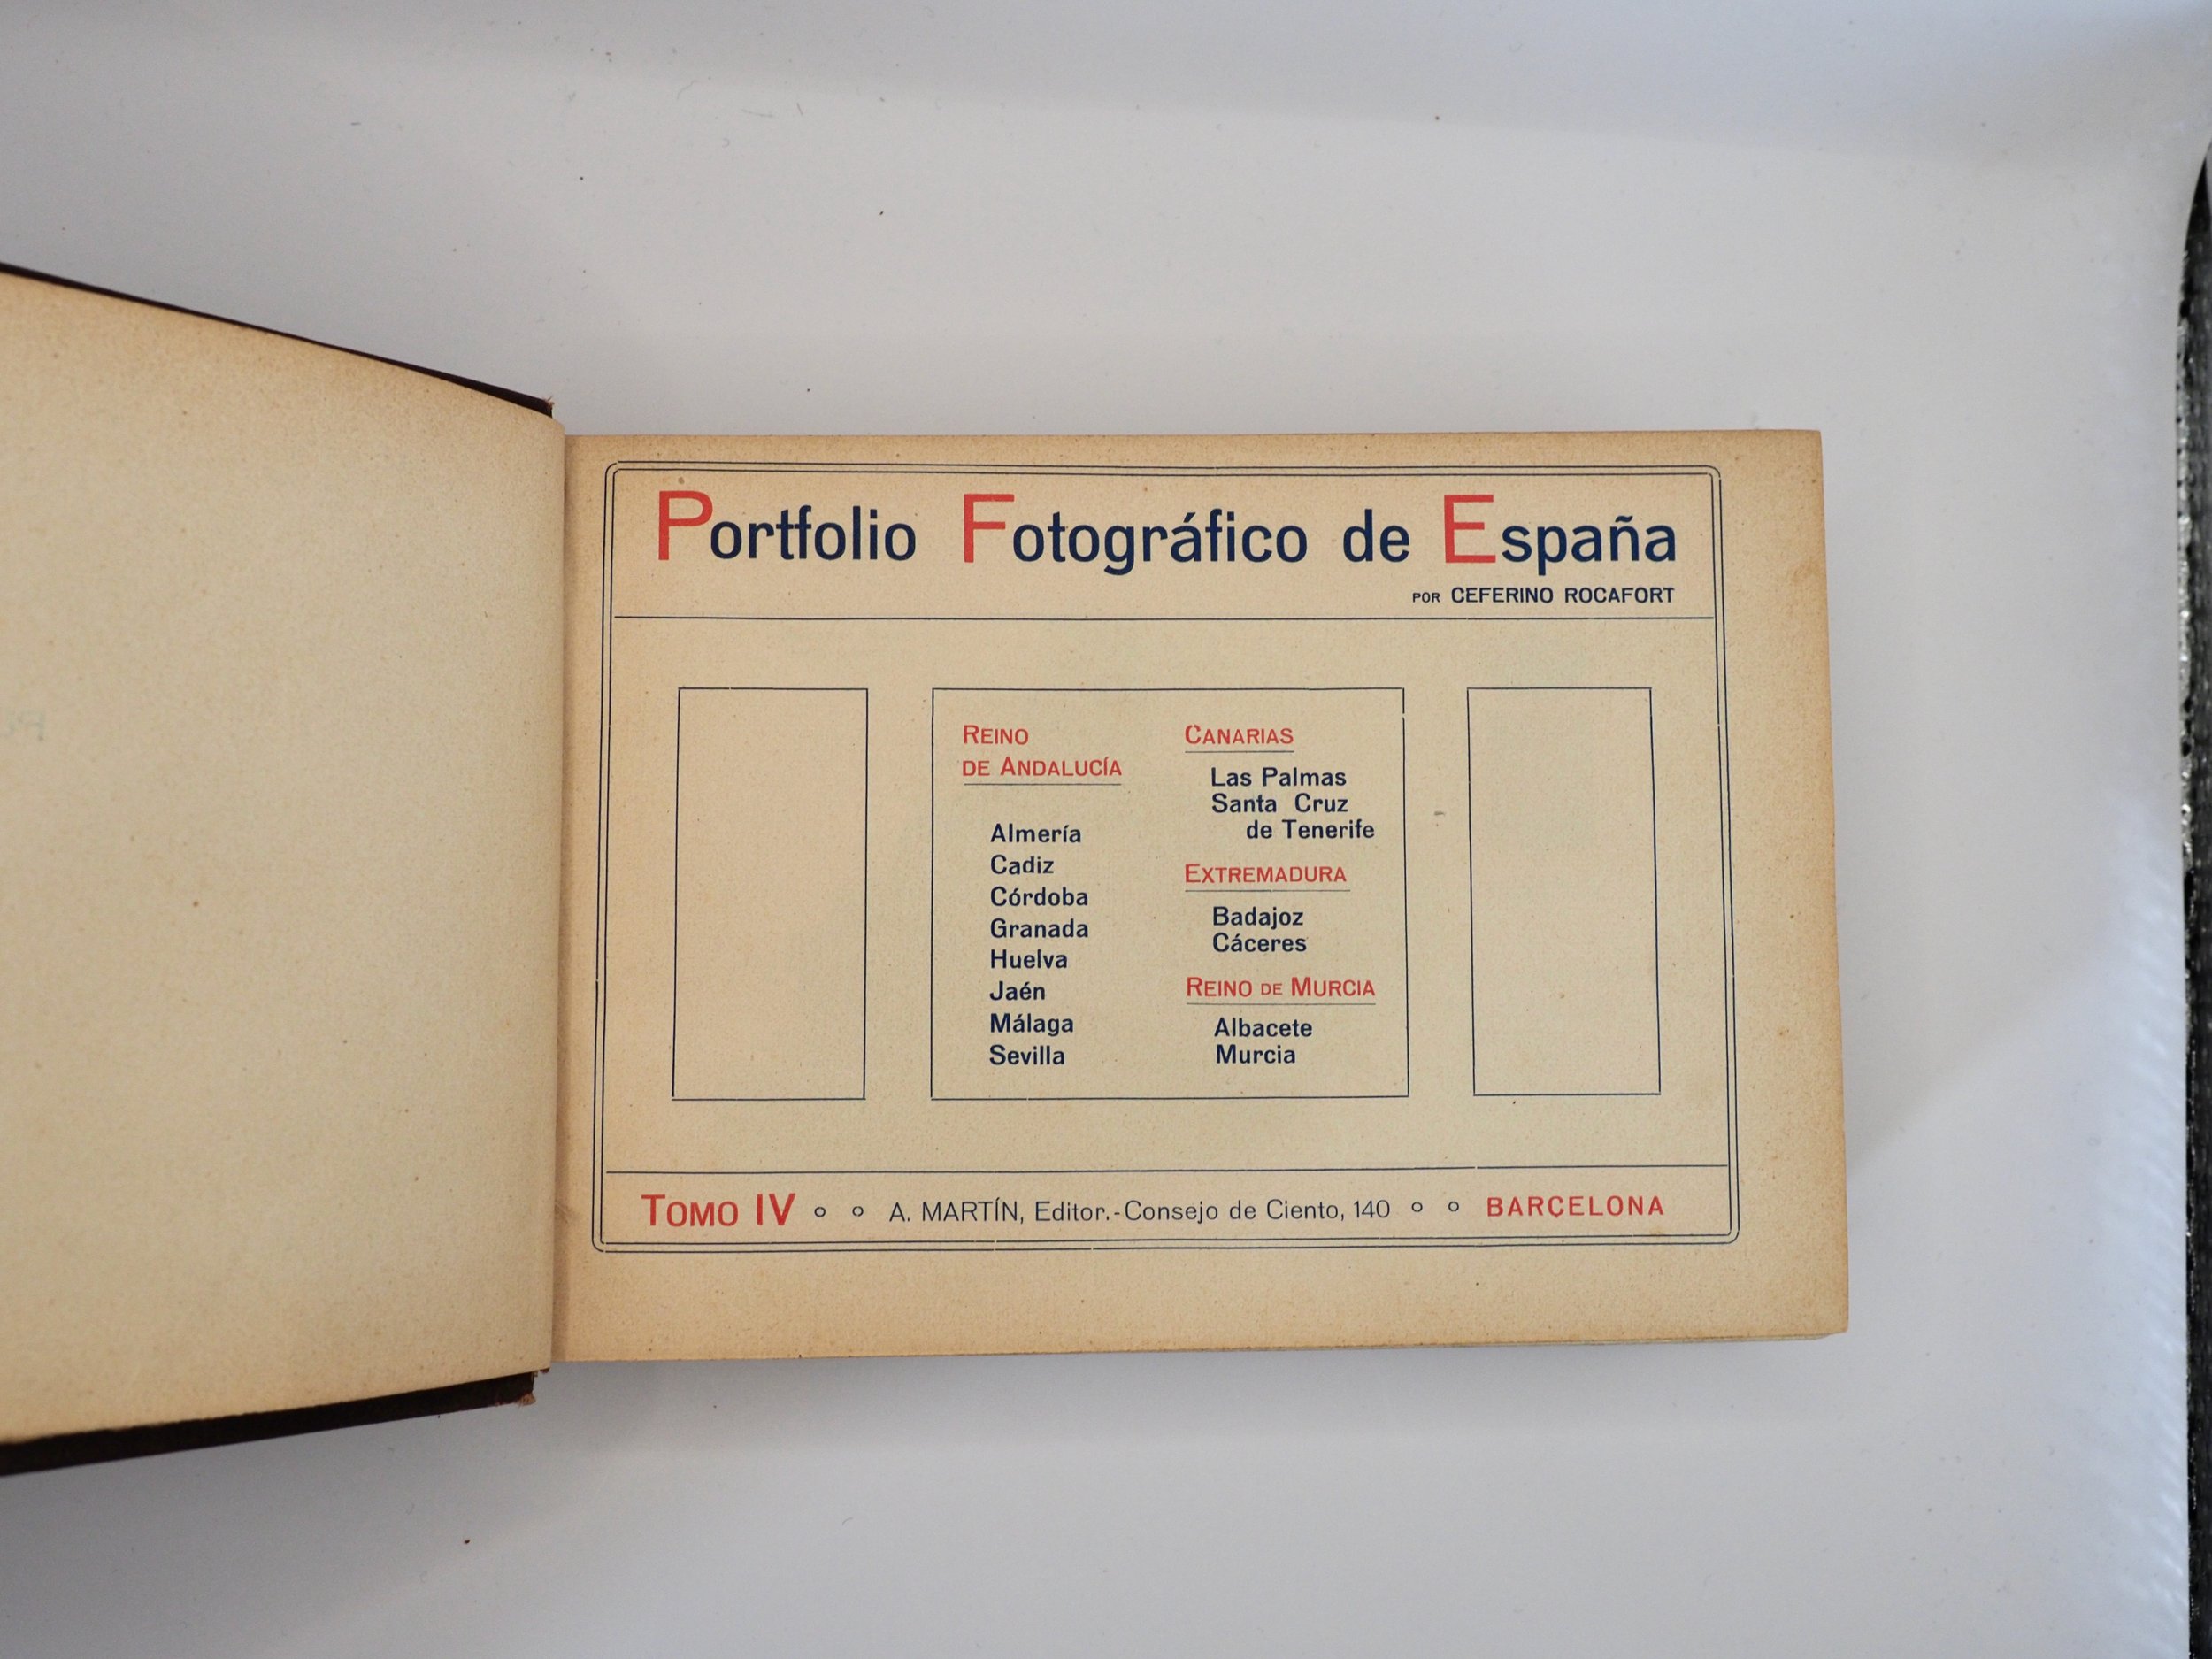 Portfolio Fotográfico de España
POR CEFERINO ROCAFORT
REINO
DE ANDALUCÍA
Almería
Cadiz
Córdoba
Granada
Huelva
Jaén
Málaga
Sevilla
CANARIAS
Las Palmas
Santa Cruz
de Tenerife
EXTREMADURA
Badajoz
Cáceres
REINO DE MURCIA
Albacete
Murcia
TOMO IV ○ ○ A. MARTÍN, Editor.-Consejo de Ciento, 140 ○ ○ BARCELONA